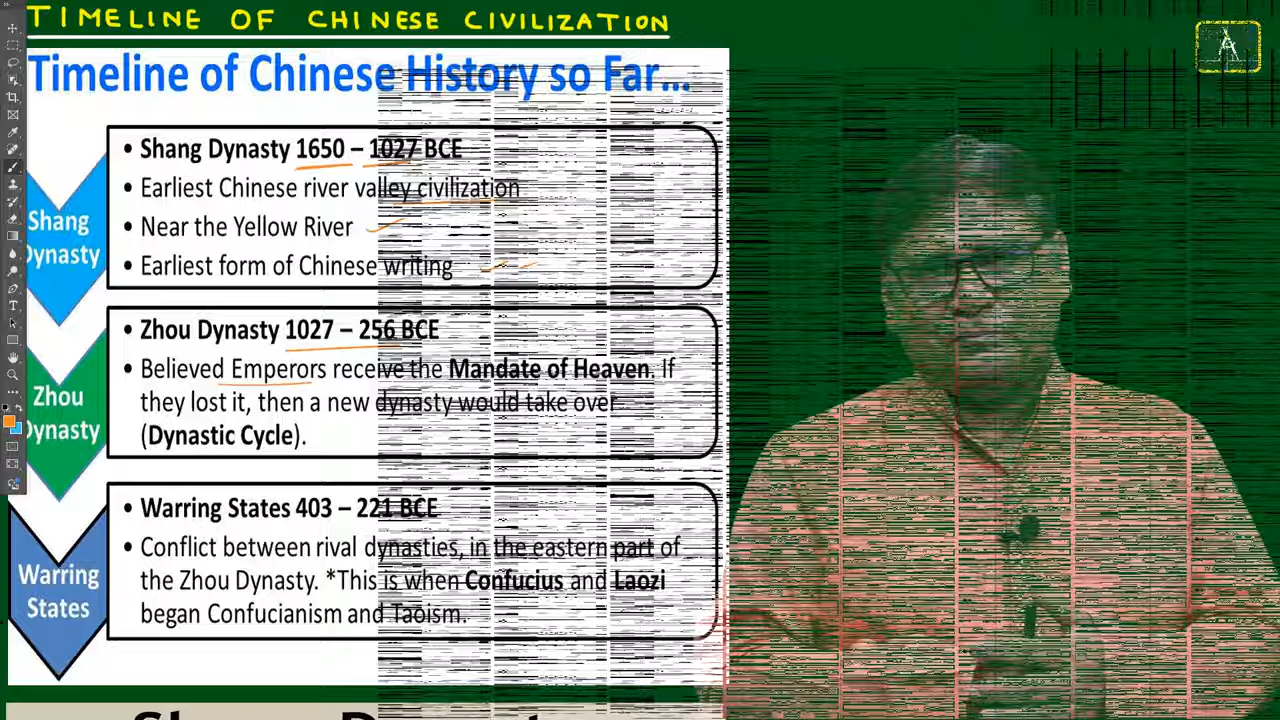 TIMELINE OF CHINESE CIVILIZATION
A
Timeline of Chinese History so Far...
Shang
Dynasty
• Shang Dynasty 1650 – 1027 BCE
• Earliest Chinese river valley civilization
• Near the Yellow River
• Earliest form of Chinese writing
Zhou
Dynasty
• Zhou Dynasty 1027 – 256 BCE
• Believed Emperors receive the Mandate of Heaven. If
they lost it, then a new dynasty would take over
(Dynastic Cycle).
Warring
States
• Warring States 403 – 221 BCE
• Conflict between rival dynasties, in the eastern part of
the Zhou Dynasty. *This is when Confucius and Laozi
began Confucianism and Taoism.